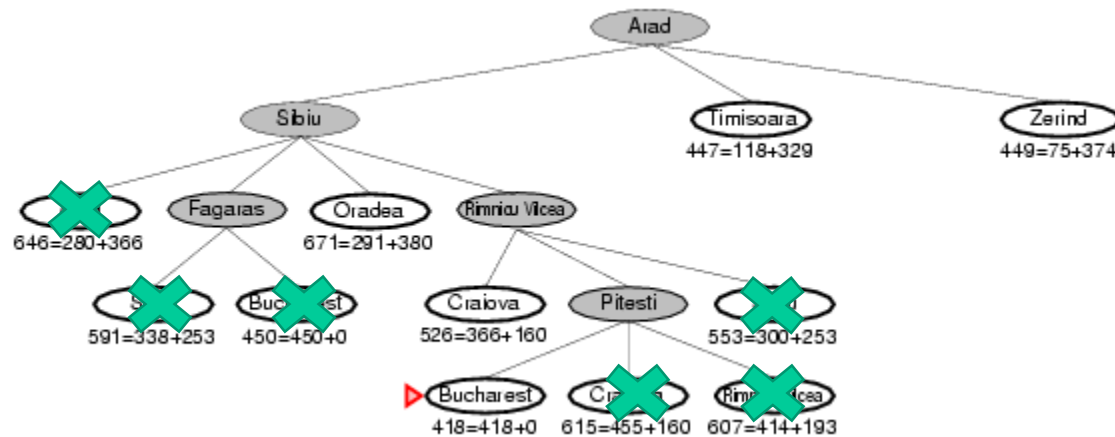 Arad
Sibiu
Timisoara
Zerind
447=118+329
449=75+374
Fagaras
Oradea
Rimnicu Vilcea
646=280+366
671=291+380
Craiova
Pitesti
591=338+253
450=450+0
526=366+160
553=300+253
Bucharest
418=418+0
615=455+160
607=414+193